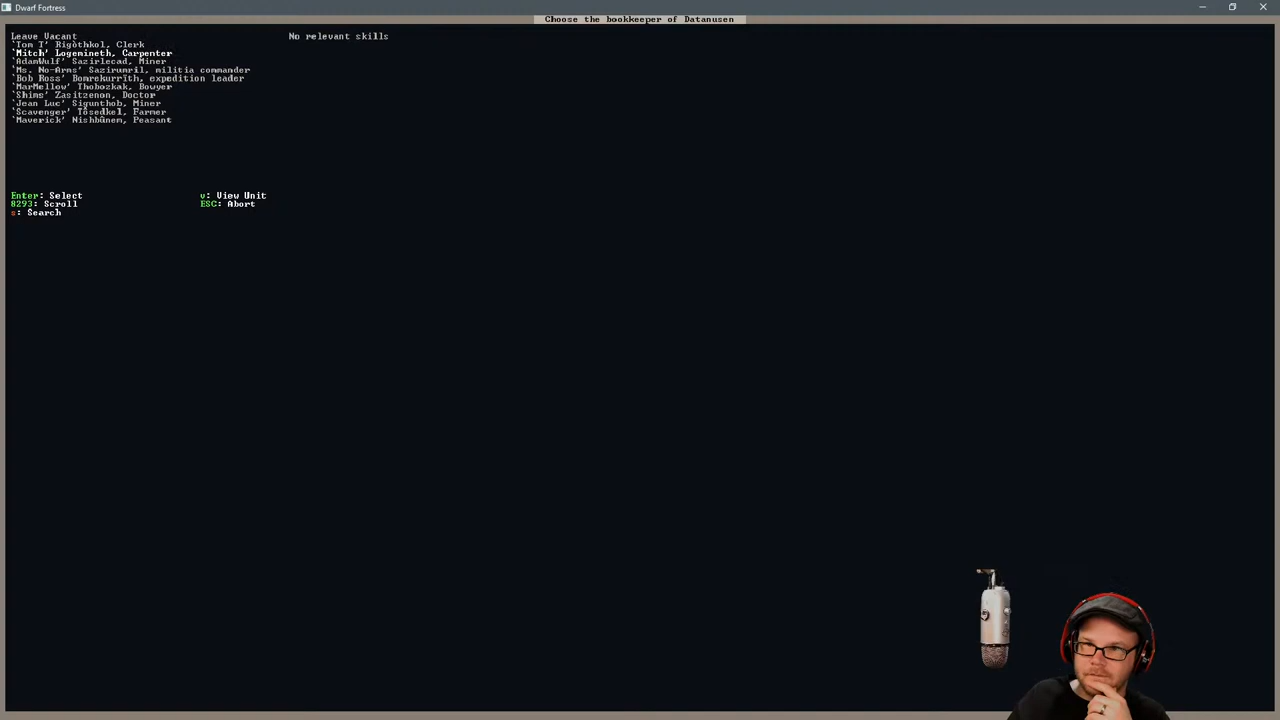 Dwarf Fortress
Choose the bookkeeper of Datanusen
Leave Vacant
No relevant skills
`Tom T' Rigòthkol, Clerk
`Mitch' Logemineth, Carpenter
`AdamWulf' Sazirlecad, Miner
`Ms. No-Arms' Sazirumril, militia commander
`Bob Ross' Bomrekurrith, expedition leader
`MarMellow' Thobozkak, Bowyer
`Shims' Zasitzenon, Doctor
`Jean Luc' Sigunthob, Miner
`Scavenger' Tosedkel, Farmer
`Maverick' Nishbûnem, Peasant
Enter: Select
v: View Unit
8293: Scroll
ESC: Abort
s: Search